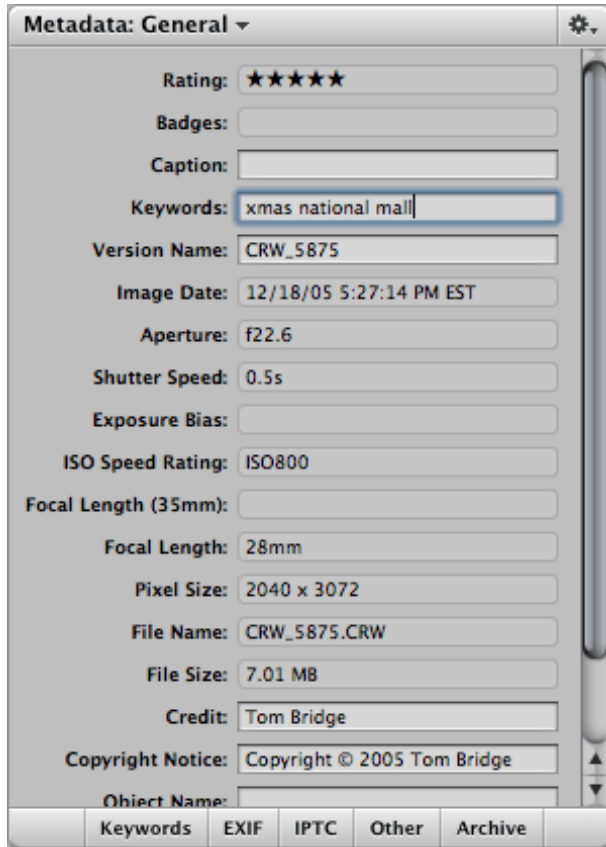 Metadata: General
Rating: ★★★★★
Badges:
Caption:
Keywords: xmas national mall
Version Name: CRW_5875
Image Date: 12/18/05 5:27:14 PM EST
Aperture: f22.6
Shutter Speed: 0.5s
Exposure Bias:
ISO Speed Rating: ISO800
Focal Length (35mm):
Focal Length: 28mm
Pixel Size: 2040 x 3072
File Name: CRW_5875.CRW
File Size: 7.01 MB
Credit: Tom Bridge
Copyright Notice: Copyright © 2005 Tom Bridge
Object Name:
Keywords EXIF IPTC Other Archive